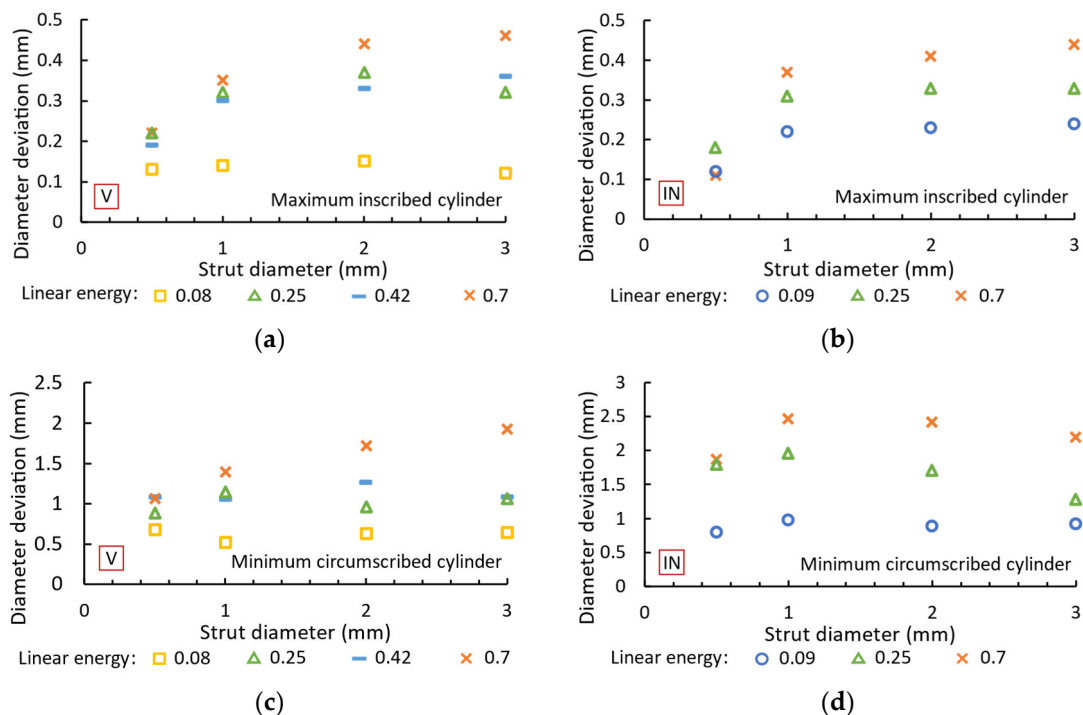 Diameter deviation (mm)
0.5
0.4
0.3
0.2
0.1
0
V
Maximum inscribed cylinder
0 1 2 3
Strut diameter (mm)
Linear energy: 0.08 0.25 0.42 0.7
(a)
Diameter deviation (mm)
0.5
0.4
0.3
0.2
0.1
0
IN
Maximum inscribed cylinder
0 1 2 3
Strut diameter (mm)
Linear energy: 0.09 0.25 0.7
(b)
Diameter deviation (mm)
2.5
2
1.5
1
0.5
0
V
Minimum circumscribed cylinder
0 1 2 3
Strut diameter (mm)
Linear energy: 0.08 0.25 0.42 0.7
(c)
Diameter deviation (mm)
3
2.5
2
1.5
1
0.5
0
IN
Minimum circumscribed cylinder
0 1 2 3
Strut diameter (mm)
Linear energy: 0.09 0.25 0.7
(d)